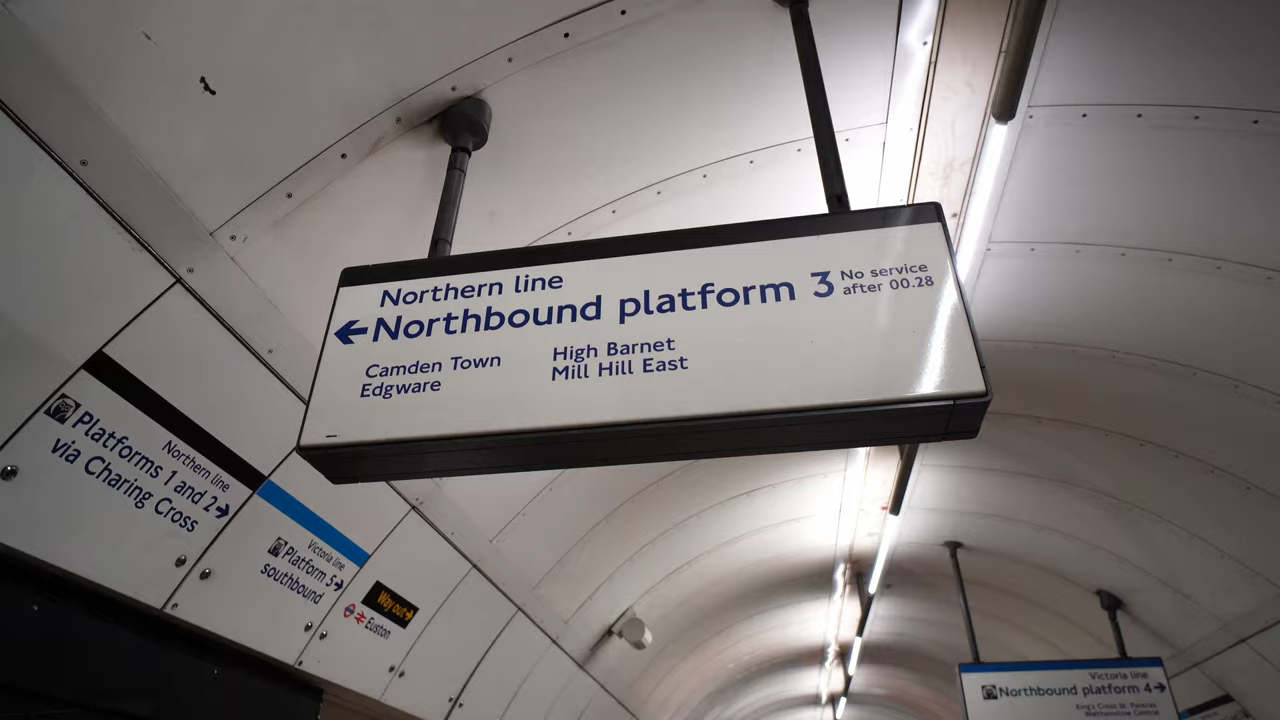 Northern line
← Northbound platform 3
No service
after 00.28
Camden Town
Edgware
High Barnet
Mill Hill East
Northern line
Platforms 1 and 2 →
via Charing Cross
Victoria line
Platform 5 →
southbound
Way out →
Euston
Victoria line
Northbound platform 4 →
King's Cross St. Pancras
Walthamstow Central